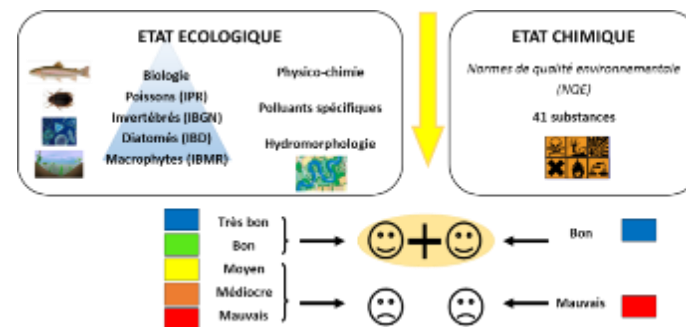 ETAT ECOLOGIQUE
Biologie
Poissons (IPR)
Invertébrés (IBGN)
Diatomés (IBD)
Macrophytes (IBMR)
Physico-chimie
Polluants spécifiques
Hydromorphologie
ETAT CHIMIQUE
Normes de qualité environnementale
(NQE)
41 substances
Très bon
Bon
Moyen
Médiocre
Mauvais
Bon
Mauvais